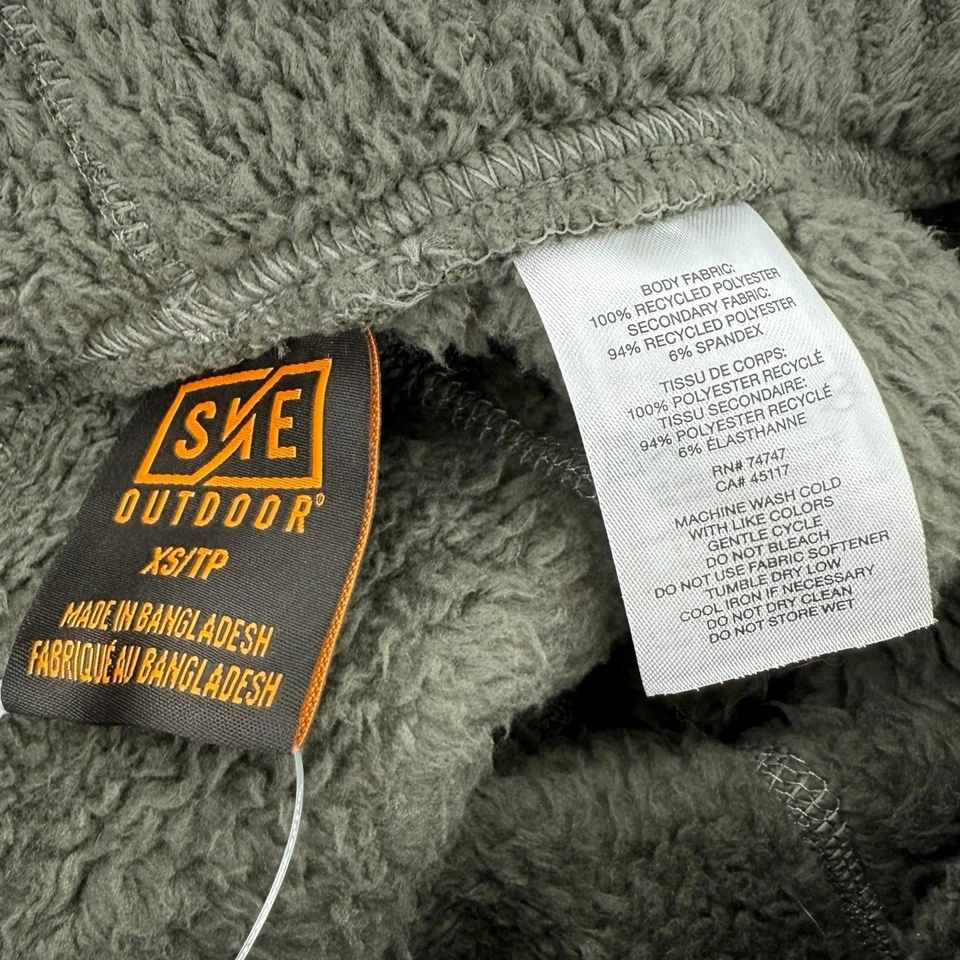 SHE
OUTDOOR®
XS/TP
MADE IN BANGLADESH
FABRIQUÉ AU BANGLADESH
BODY FABRIC:
100% RECYCLED POLYESTER
SECONDARY FABRIC:
94% RECYCLED POLYESTER
6% SPANDEX
TISSU DE CORPS:
100% POLYESTER RECYCLÉ
TISSU SECONDAIRE:
94% POLYESTER RECYCLÉ
6% ÉLASTHANNE
RN# 74747
CA# 45117
MACHINE WASH COLD
WITH LIKE COLORS
GENTLE CYCLE
DO NOT BLEACH
DO NOT USE FABRIC SOFTENER
TUMBLE DRY LOW
COOL IRON IF NECESSARY
DO NOT DRY CLEAN
DO NOT STORE WET